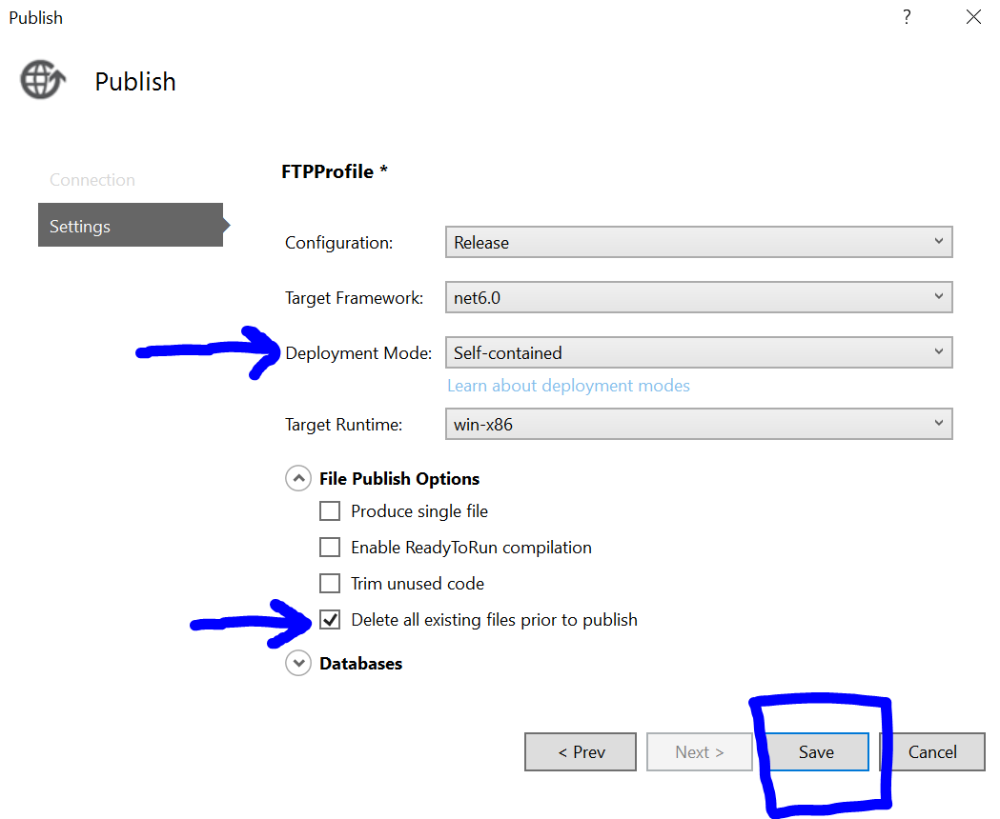 Publish
?
Publish
Connection
Settings
FTPProfile *
Configuration: Release
Target Framework: net6.0
Deployment Mode: Self-contained
Learn about deployment modes
Target Runtime: win-x86
File Publish Options
Produce single file
Enable ReadyToRun compilation
Trim unused code
Delete all existing files prior to publish
Databases
< Prev Next > Save Cancel